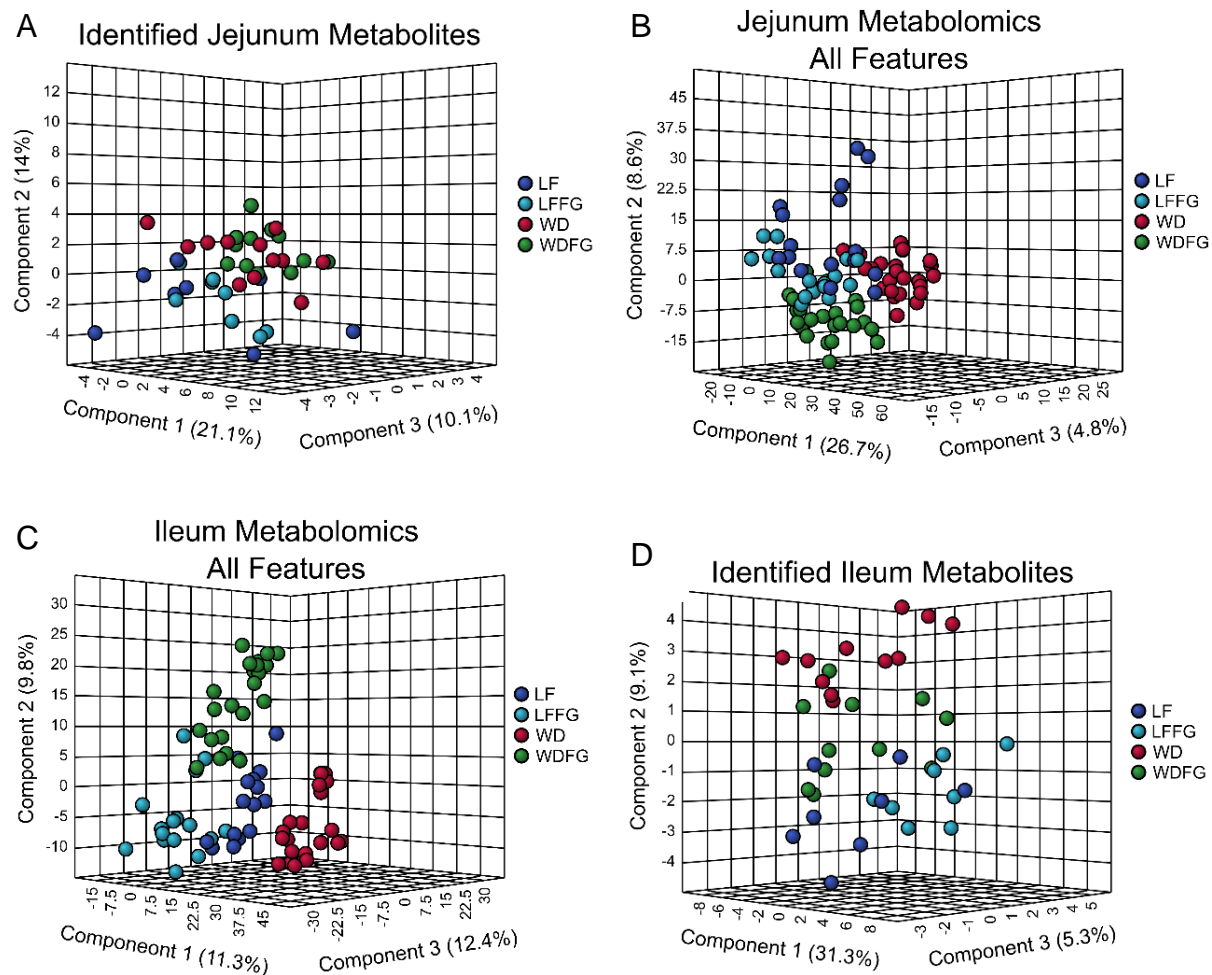 A
Identified Jejunum Metabolites
Component 2 (14%)
12
10
8
6
4
2
0
-2
-4
-4
-2
0
2
4
6
8
10
12
Component 1 (21.1%)
-4
-3
-2
-1
0
1
2
3
4
Component 3 (10.1%)
LF
LFFG
WD
WDFG
B
Jejunum Metabolomics
All Features
Component 2 (8.6%)
45
37.5
30
22.5
15
7.5
0
-7.5
-15
-20
-10
0
10
20
30
40
50
60
Component 1 (26.7%)
-15
-10
-5
0
5
10
15
20
25
Component 3 (4.8%)
LF
LFFG
WD
WDFG
C
Ileum Metabolomics
All Features
Component 2 (9.8%)
30
25
20
15
10
5
0
-5
-10
-15
-7.5
0
7.5
15
22.5
30
37.5
45
Componeont 1 (11.3%)
-30
-22.5
-15
-7.5
0
7.5
15
22.5
30
Component 3 (12.4%)
LF
LFFG
WD
WDFG
D
Identified Ileum Metabolites
Component 2 (9.1%)
4
3
2
1
0
-1
-2
-3
-4
-8
-6
-4
-2
0
2
4
6
8
Component 1 (31.3%)
-3
-2
-1
0
1
2
3
4
5
Component 3 (5.3%)
LF
LFFG
WD
WDFG